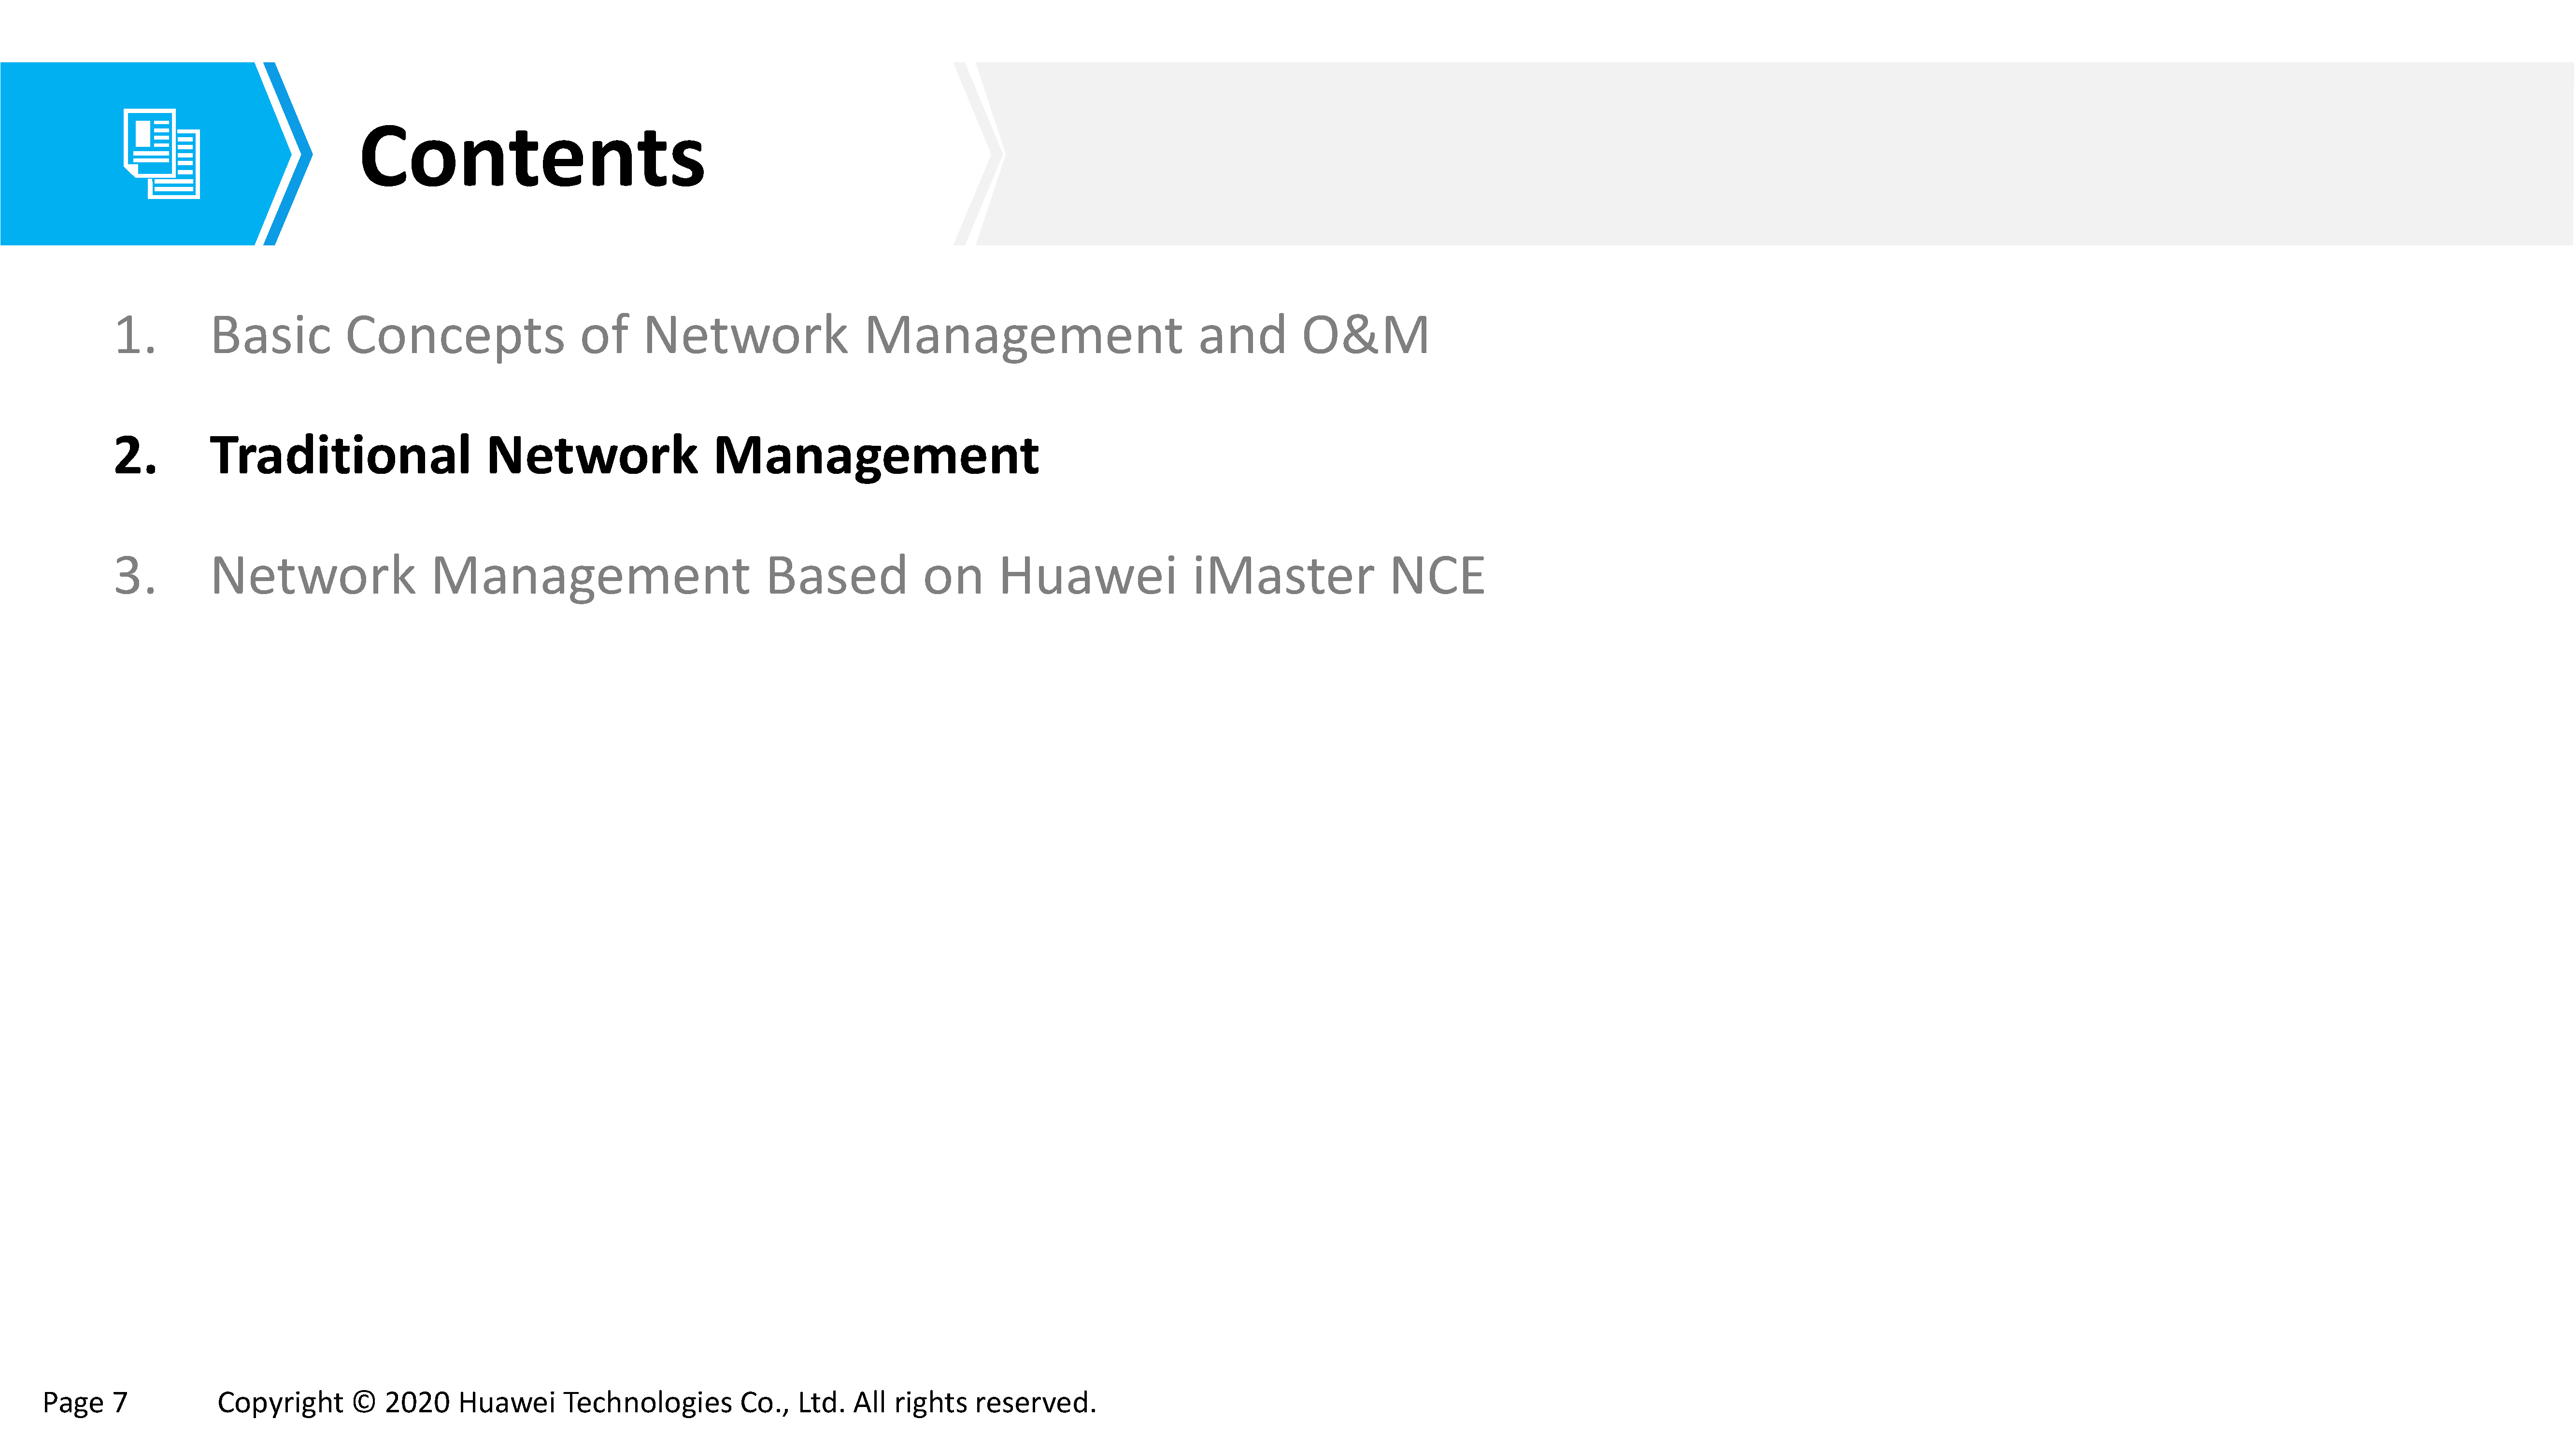 Contents
1. Basic Concepts of Network Management and O&M
2. Traditional Network Management
3. Network Management Based on Huawei iMaster NCE
Page 7 Copyright © 2020 Huawei Technologies Co., Ltd. All rights reserved.